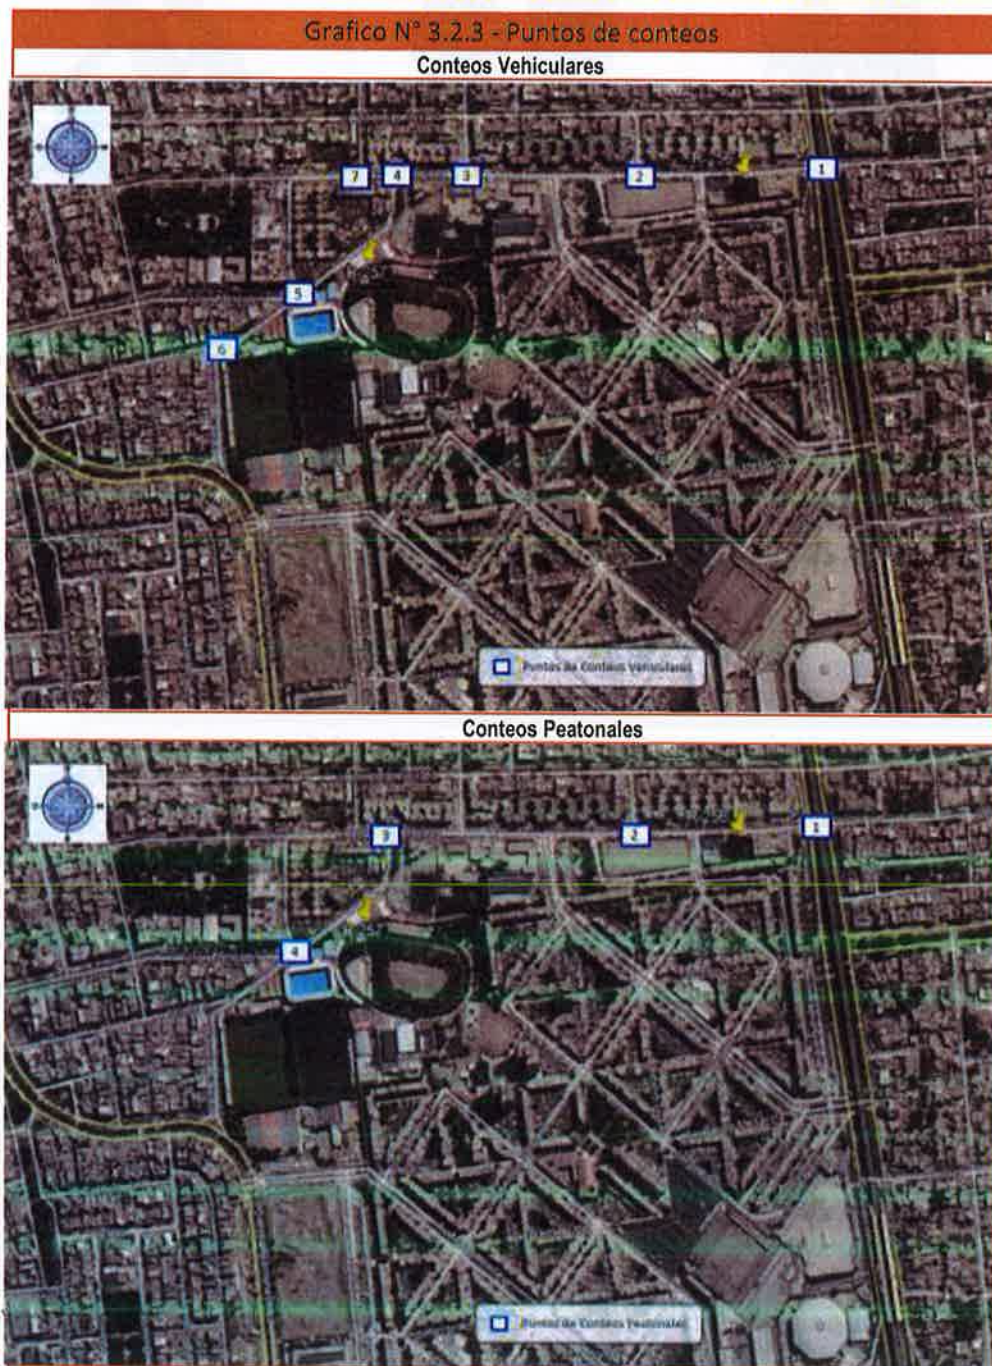 Grafico N° 3.2.3 - Puntos de conteos
Conteos Vehiculares
7 4 3 2 1
5
6
Puntos de Conteos Vehiculares
Conteos Peatonales
3 2 1
4
Puntos de Conteos Peatonales